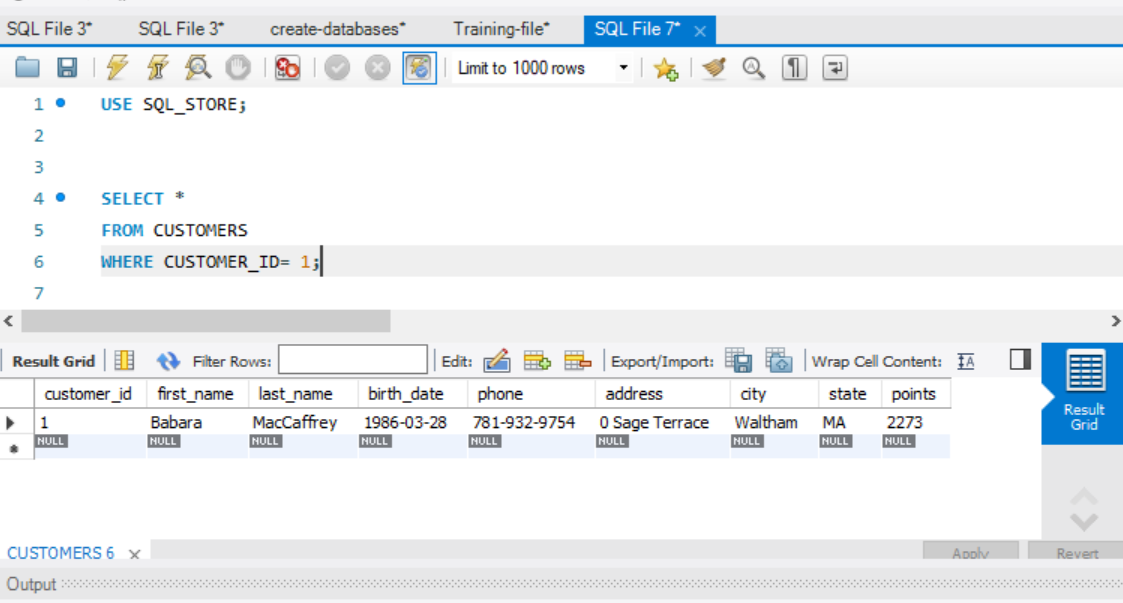 SQL File 3* SQL File 3* create-databases* Training-file* SQL File 7* ×
Limit to 1000 rows
1 USE SQL_STORE;
2
3
4 SELECT *
5 FROM CUSTOMERS
6 WHERE CUSTOMER_ID= 1;
7
Result Grid Filter Rows: Edit: Export/Import: Wrap Cell Content: IA
customer_id first_name last_name birth_date phone address city state points
1 Babara MacCaffrey 1986-03-28 781-932-9754 0 Sage Terrace Waltham MA 2273
NULL NULL NULL NULL NULL NULL NULL NULL NULL
Result
Grid
CUSTOMERS 6 ×
Apply Revert
Output